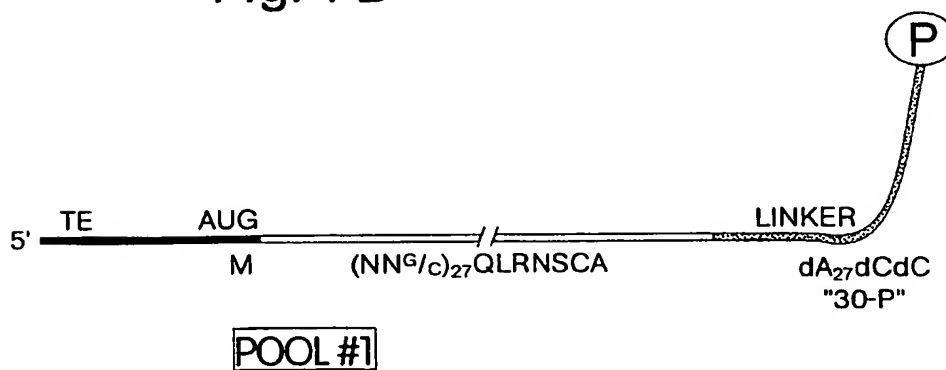 P
TE AUG LINKER
5'
M (NNG/C)27QLRNSCA dA27dCdC
"30-P"
POOL #1